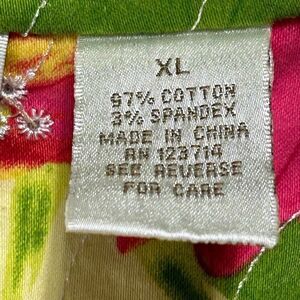 XL
97% COTTON
3% SPANDEX
MADE IN CHINA
RN 123714
SEE REVERSE
FOR CARE